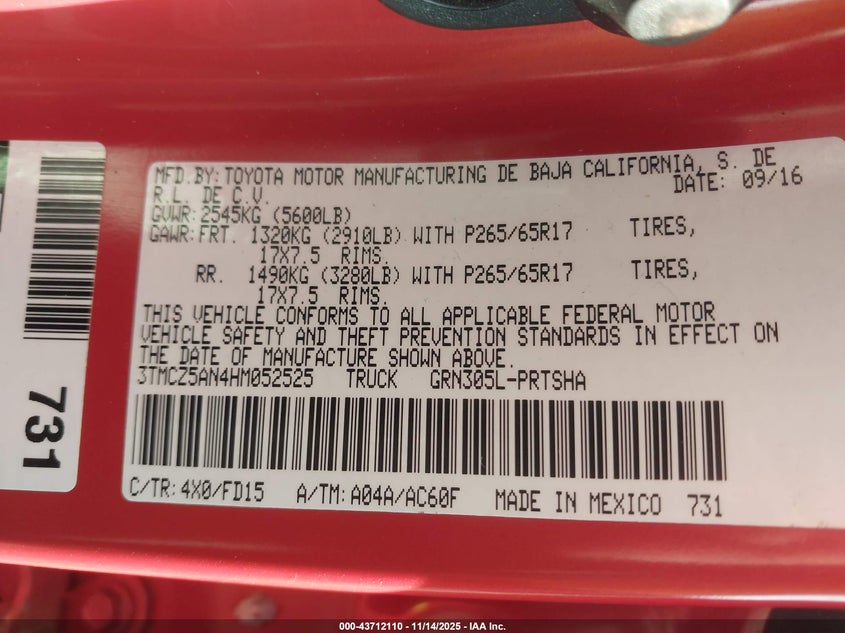 MFD.BY: TOYOTA MOTOR MANUFACTURING DE BAJA CALIFORNIA, S. DE
R.L. DE C.V.
DATE: 09/16
GVWR: 2545KG (5600LB)
GAWR: FRT. 1320KG (2910LB) WITH P265/65R17 TIRES,
17X7.5 RIMS.
RR. 1490KG (3280LB) WITH P265/65R17 TIRES,
17X7.5 RIMS.
THIS VEHICLE CONFORMS TO ALL APPLICABLE FEDERAL MOTOR
VEHICLE SAFETY AND THEFT PREVENTION STANDARDS IN EFFECT ON
THE DATE OF MANUFACTURE SHOWN ABOVE.
3TMCZ5AN4HM052525 TRUCK GRN305L-PRTSHA
C/TR: 4X0/FD15 A/TM: A04A/AC60F MADE IN MEXICO 731
731
000-43712110 - 11/14/2025 - IAA Inc.